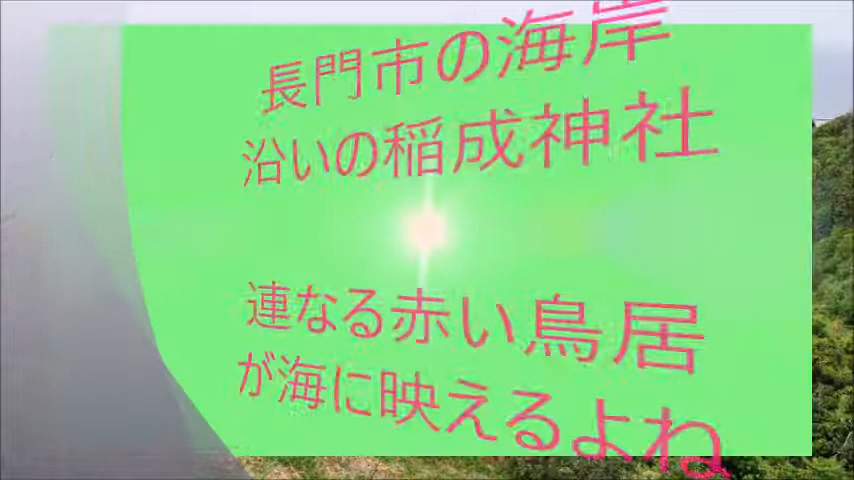 長門市の海岸
沿いの稲成神社
連なる赤い鳥居
が海に映えるよね